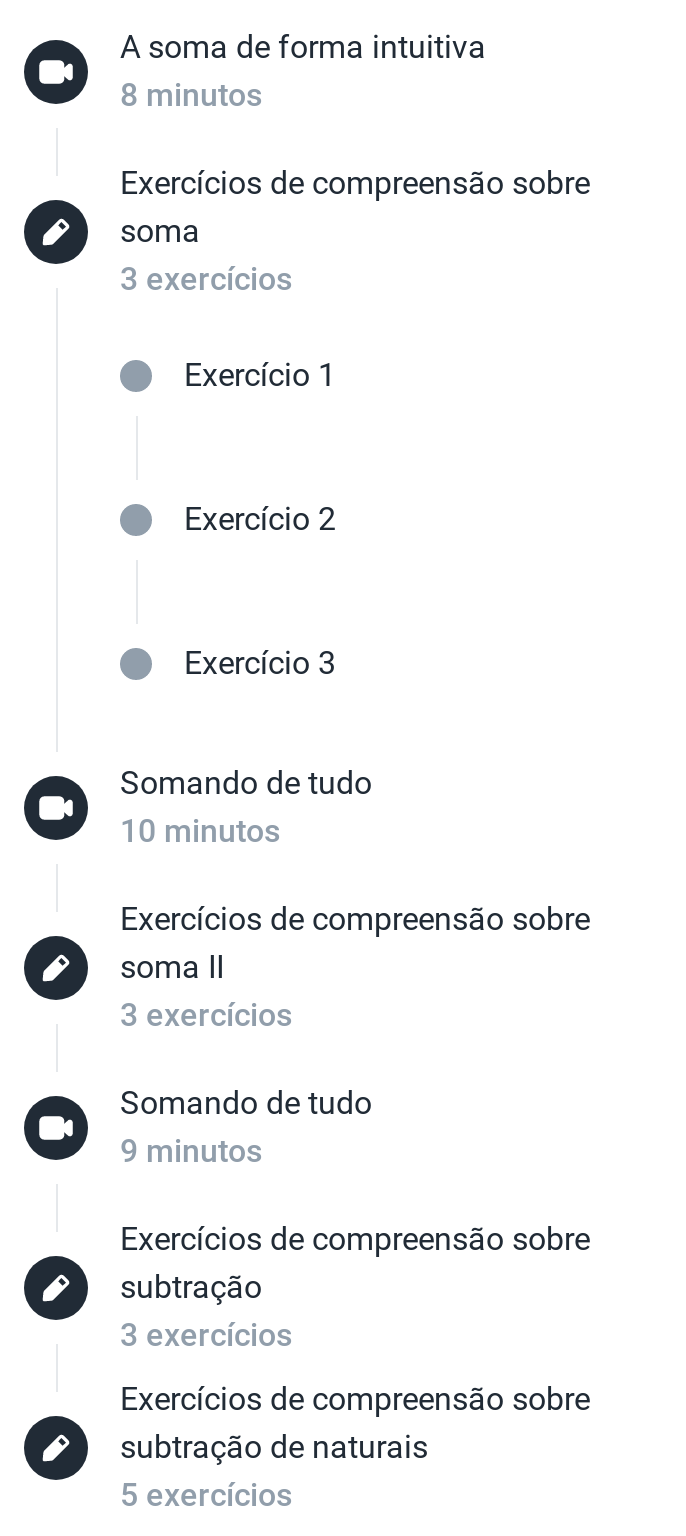 A soma de forma intuitiva
8 minutos
Exercícios de compreensão sobre
soma
3 exercícios
Exercício 1
Exercício 2
Exercício 3
Somando de tudo
10 minutos
Exercícios de compreensão sobre
soma II
3 exercícios
Somando de tudo
9 minutos
Exercícios de compreensão sobre
subtração
3 exercícios
Exercícios de compreensão sobre
subtração de naturais
5 exercícios